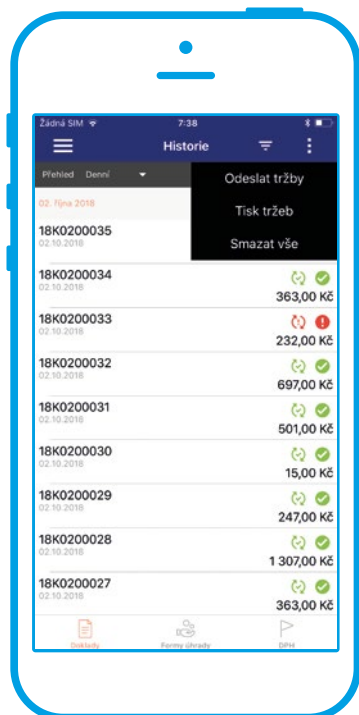 Žádná SIM 7:38
Historie
Přehled Denní
Odeslat tržby
Tisk tržeb
Smazat vše
02. října 2018
18K0200035
02.10.2018
18K0200034
02.10.2018
363,00 Kč
18K0200033
02.10.2018
232,00 Kč
18K0200032
02.10.2018
697,00 Kč
18K0200031
02.10.2018
501,00 Kč
18K0200030
02.10.2018
15,00 Kč
18K0200029
02.10.2018
247,00 Kč
18K0200028
02.10.2018
1 307,00 Kč
18K0200027
02.10.2018
363,00 Kč
Doklady Formy úhrady DPH